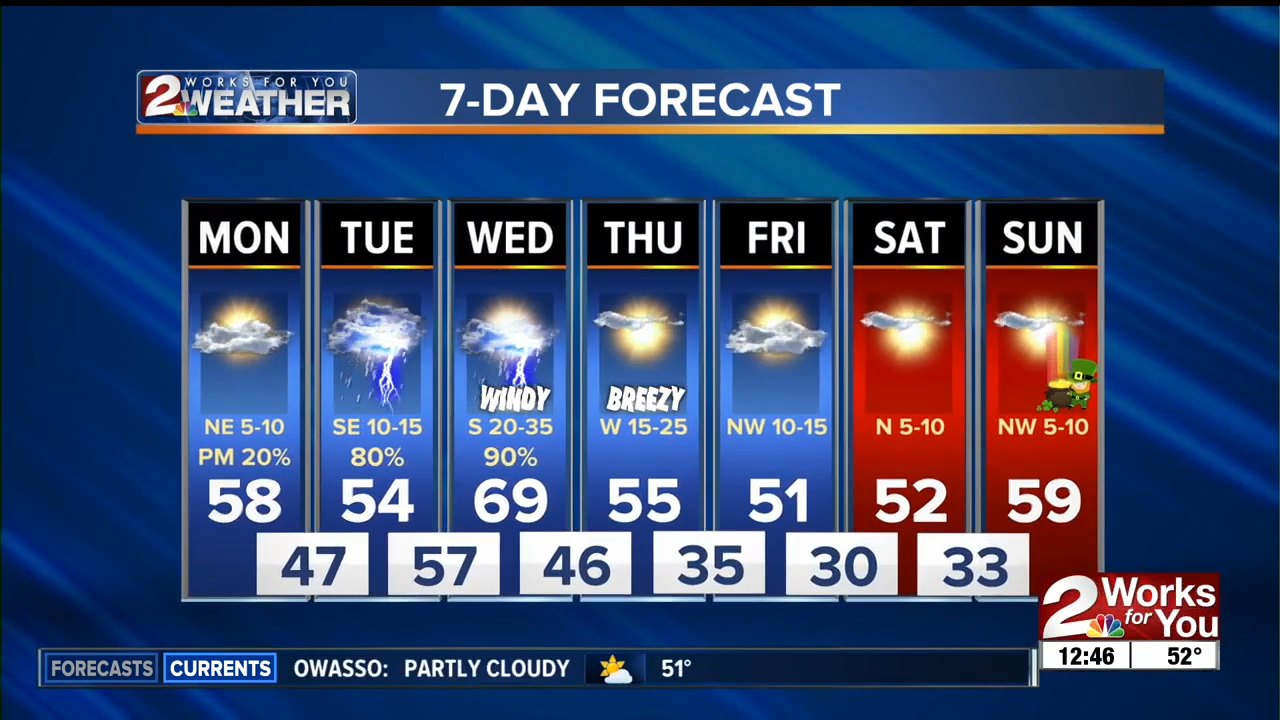 2 WORKS FOR YOU
WEATHER
7-DAY FORECAST
MON TUE WED THU FRI SAT SUN
WINDY BREEZY
NE 5-10 SE 10-15 S 20-35 W 15-25 NW 10-15 N 5-10 NW 5-10
PM 20% 80% 90%
58 54 69 55 51 52 59
47 57 46 35 30 33
2 Works
for You
FORECASTS CURRENTS OWASSO: PARTLY CLOUDY 51°
12:46 52°